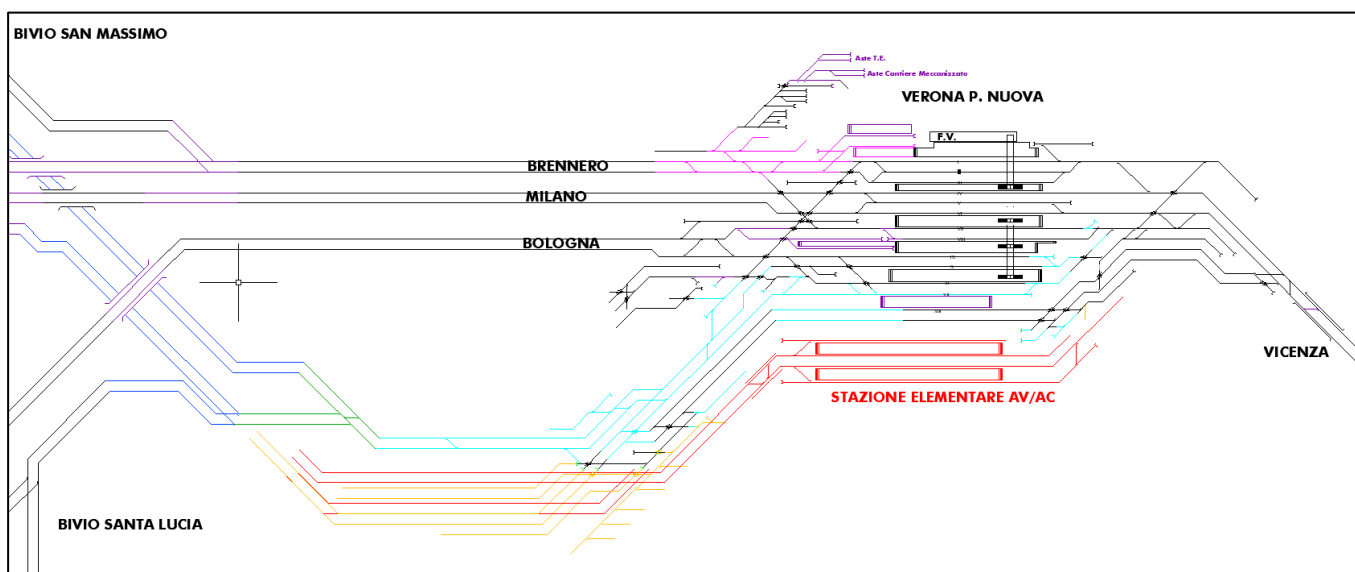 BIVIO SAN MASSIMO
Aste T.E.
Aste Cantiere Meccanizzato
VERONA P. NUOVA
F.V.
BRENNERO
MILANO
BOLOGNA
VICENZA
STAZIONE ELEMENTARE AV/AC
BIVIO SANTA LUCIA